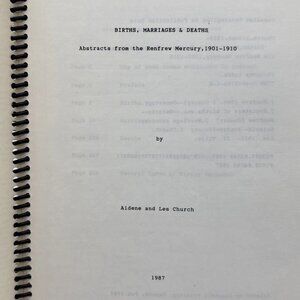 BIRTHS, MARRIAGES & DEATHS
Abstracts from the Renfrew Mercury, 1901-1910
by
Aldene and Les Church
1987